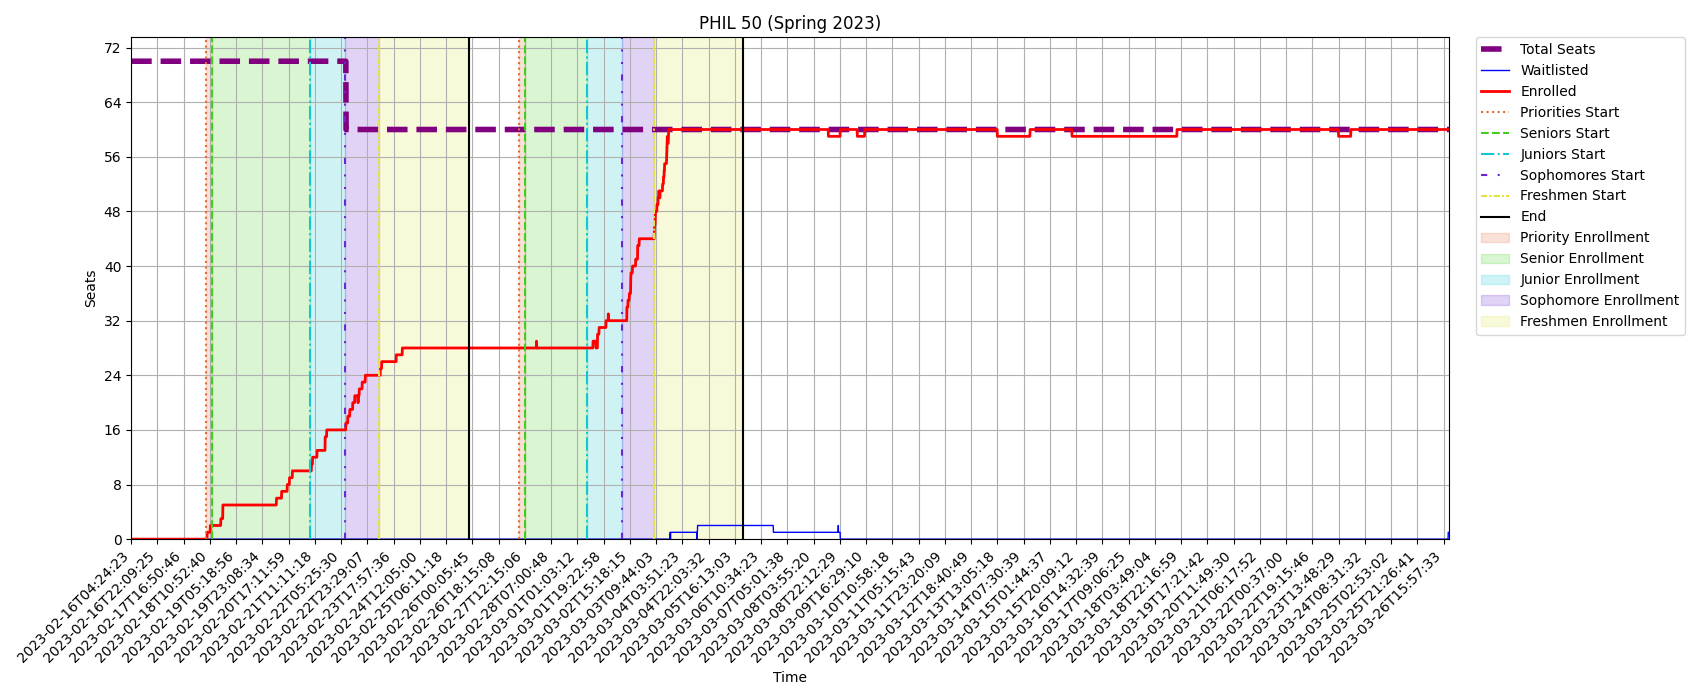 PHIL 50 (Spring 2023)
72
64
56
48
40
32
24
16
8
0
Seats
2023-02-16T04:24:23
2023-02-16T22:09:25
2023-02-17T16:50:46
2023-02-18T10:52:40
2023-02-19T05:18:56
2023-02-19T23:08:34
2023-02-20T17:11:59
2023-02-21T11:11:18
2023-02-22T05:25:30
2023-02-22T23:29:07
2023-02-23T17:57:36
2023-02-24T12:05:00
2023-02-25T06:11:18
2023-02-26T00:05:45
2023-02-26T18:15:08
2023-02-27T12:15:06
2023-02-28T07:00:48
2023-03-01T01:03:12
2023-03-01T19:22:58
2023-03-02T15:18:15
2023-03-03T09:44:03
2023-03-04T03:51:23
2023-03-04T22:03:32
2023-03-05T16:13:03
2023-03-06T10:34:23
2023-03-07T05:01:38
2023-03-08T03:55:20
2023-03-08T22:12:29
2023-03-09T16:29:10
2023-03-10T10:58:18
2023-03-11T05:15:43
2023-03-11T23:20:09
2023-03-12T18:40:49
2023-03-13T13:05:18
2023-03-14T07:30:39
2023-03-15T01:44:37
2023-03-15T20:09:12
2023-03-16T14:32:39
2023-03-17T09:06:25
2023-03-18T03:49:04
2023-03-18T22:16:59
2023-03-19T17:21:42
2023-03-20T11:49:30
2023-03-21T06:17:52
2023-03-22T00:37:00
2023-03-22T19:15:46
2023-03-23T13:48:29
2023-03-24T08:31:32
2023-03-25T02:53:02
2023-03-25T21:26:41
2023-03-26T15:57:33
Time
Total Seats
Waitlisted
Enrolled
Priorities Start
Seniors Start
Juniors Start
Sophomores Start
Freshmen Start
End
Priority Enrollment
Senior Enrollment
Junior Enrollment
Sophomore Enrollment
Freshmen Enrollment